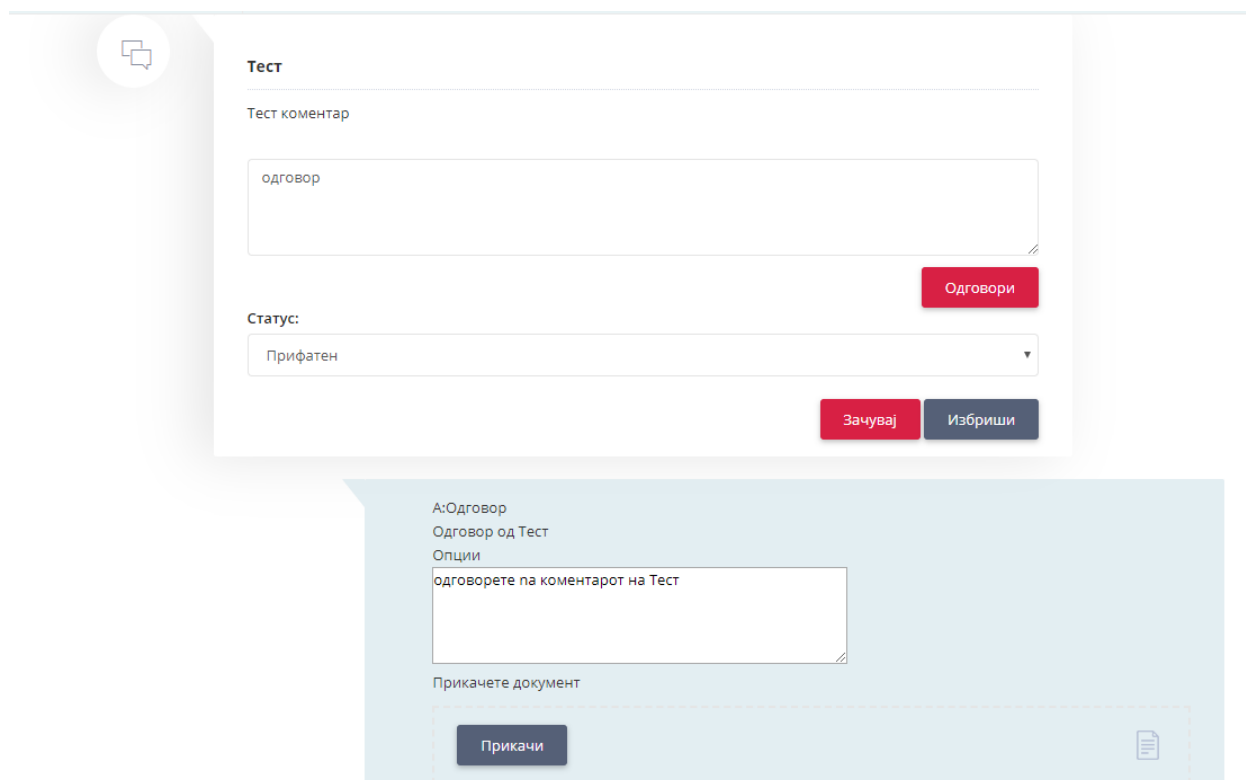 Тест
Тест коментар
одговор
Одговори
Статус:
Прифатен
Зачувај Избриши
А:Одговор
Одговор од Тест
Опции
одговорете па коментарот на Тест
Прикачете документ
Прикачи